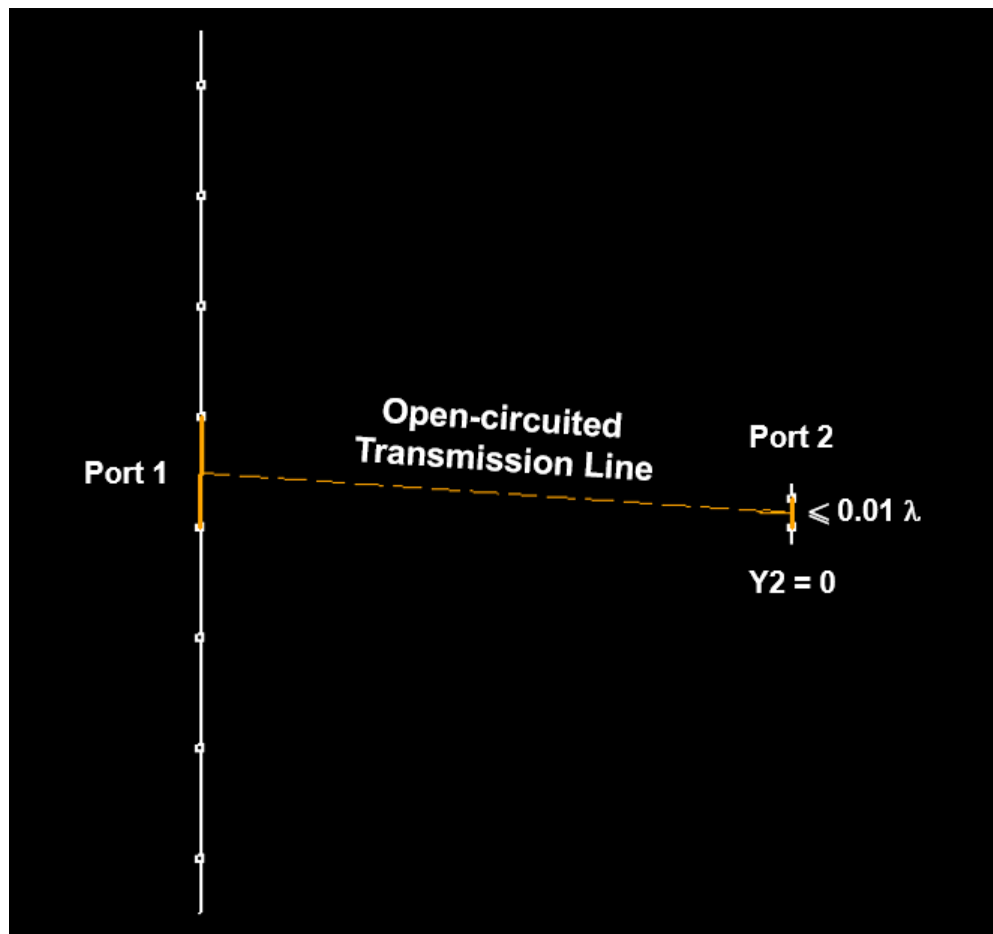 Open-circuited
Transmission Line
Port 1
Port 2
⩽ 0.01 λ
Y2 = 0